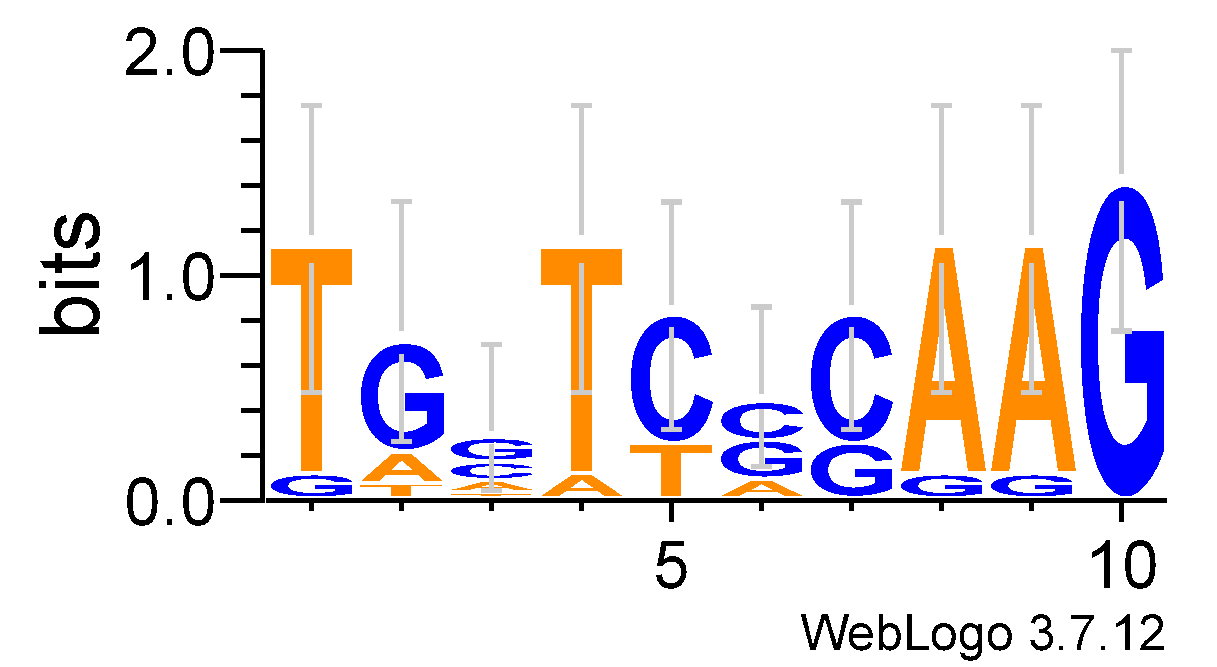 2.0
1.0
0.0
bits
T G G T C C C A A G
G A C A T G G G G
T A A
5 10
WebLogo 3.7.12